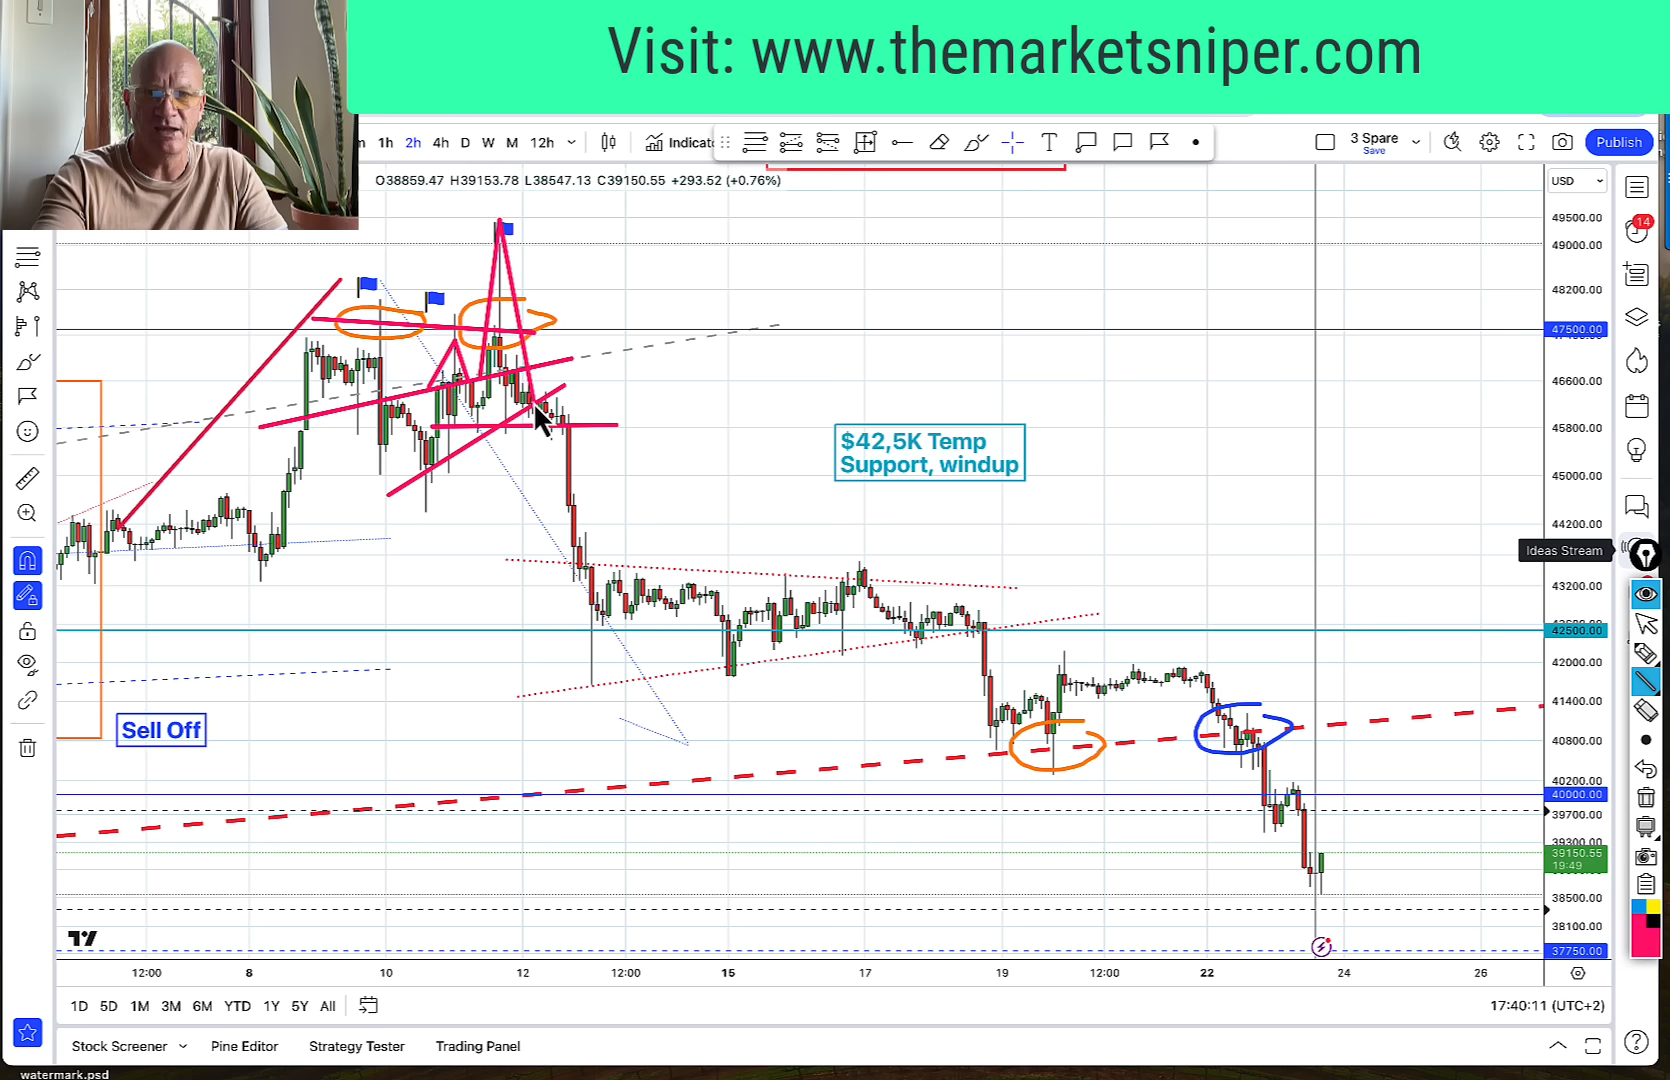 Visit: www.themarketsniper.com
1h 2h 4h D W M 12h
Indicat
3 Spare
Save
Publish
O38859.47 H39153.78 L38547.13 C39150.55 +293.52 (+0.76%)
USD
14
49500.00
49000.00
48200.00
47500.00
46600.00
45800.00
45000.00
44200.00
43200.00
42500.00
42000.00
41400.00
40800.00
40200.00
40000.00
39700.00
39300.00
39150.55
19:49
38500.00
38100.00
37750.00
$42,5K Temp
Support, windup
Sell Off
Ideas Stream
12:00 8 10 12 12:00 15 17 19 12:00 22 24 26
1D 5D 1M 3M 6M YTD 1Y 5Y All
17:40:11 (UTC+2)
Stock Screener Pine Editor Strategy Tester Trading Panel
watermark.psd